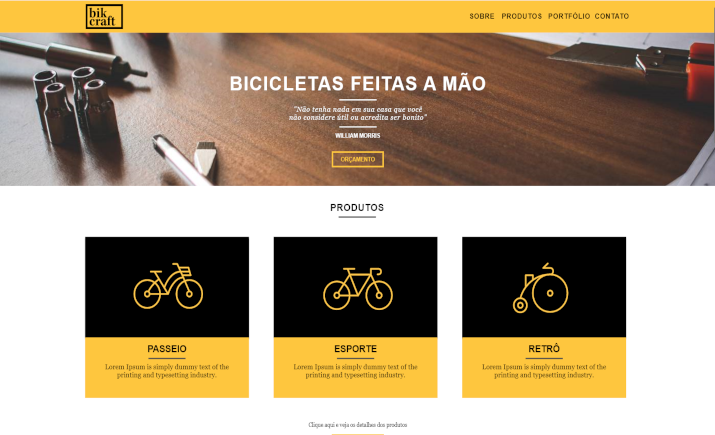 bik
craft
SOBRE PRODUTOS PORTFÓLIO CONTATO
BICICLETAS FEITAS A MÃO
"Não tenha nada em sua casa que você
não considere útil ou acredita ser bonito"
WILLIAM MORRIS
ORÇAMENTO
PRODUTOS
PASSEIO
Lorem Ipsum is simply dummy text of the
printing and typesetting industry.
ESPORTE
Lorem Ipsum is simply dummy text of the
printing and typesetting industry.
RETRÔ
Lorem Ipsum is simply dummy text of the
printing and typesetting industry.
Clique aqui e veja os detalhes dos produtos